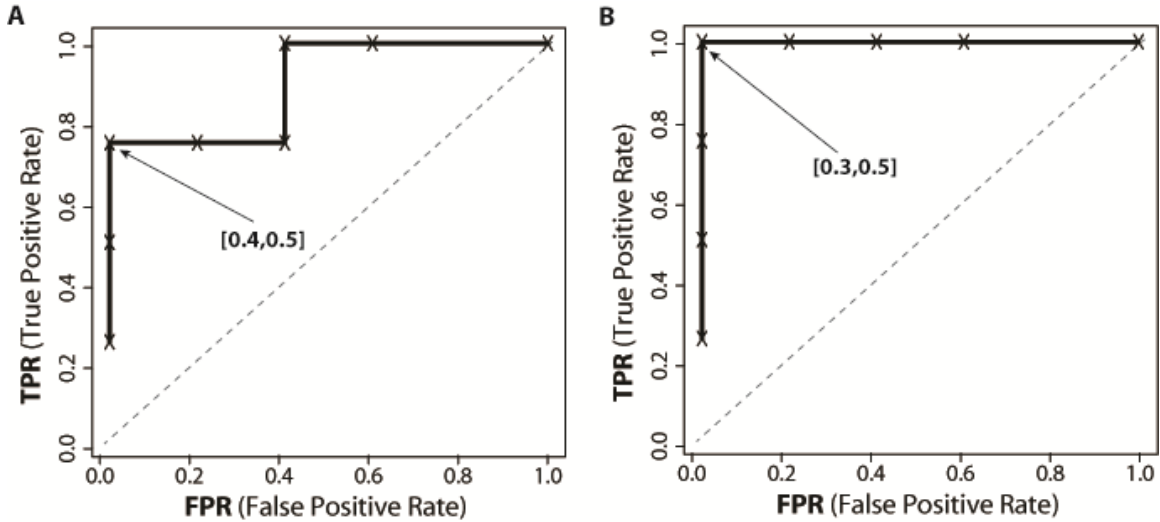 A
1.0
0.8
0.6
0.4
0.2
0.0
TPR (True Positive Rate)
[0.4,0.5]
0.0 0.2 0.4 0.6 0.8 1.0
FPR (False Positive Rate)
B
1.0
0.8
0.6
0.4
0.2
0.0
TPR (True Positive Rate)
[0.3,0.5]
0.0 0.2 0.4 0.6 0.8 1.0
FPR (False Positive Rate)